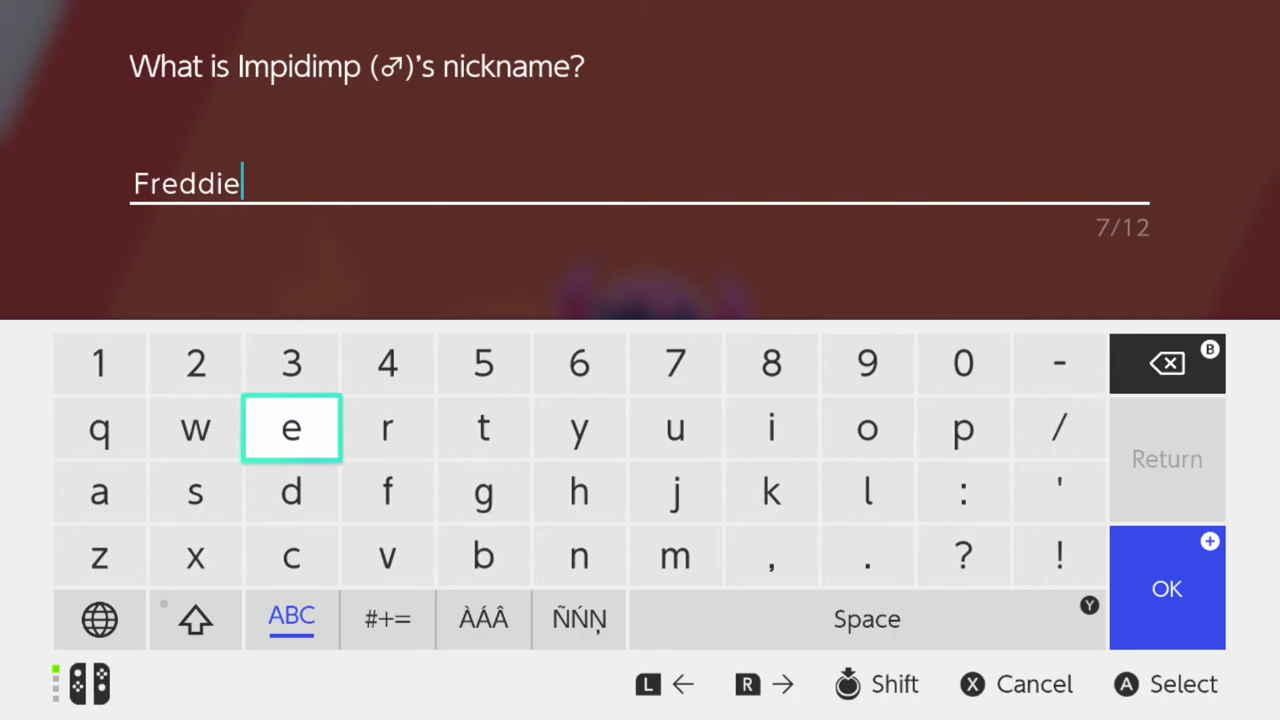 What is Impidimp (♂)'s nickname?
Freddie
7/12
1 2 3 4 5 6 7 8 9 0 - B
q w e r t y u i o p / Return
a s d f g h j k l : '
z x c v b n m , . ? ! + OK
ABC #+= ÀÁÂ ÑŃŅ Space Y
L ← R → Shift X Cancel A Select